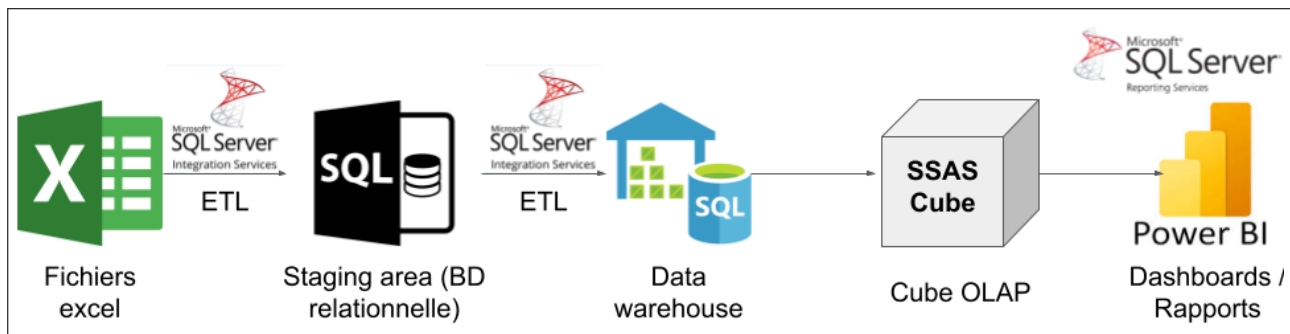 Microsoft®
SQL Server®
Integration Services
ETL
SQL
Microsoft®
SQL Server®
Integration Services
ETL
SQL
SSAS
Cube
Microsoft®
SQL Server®
Reporting Services
Power BI
X
Fichiers
excel
Staging area (BD
relationnelle)
Data
warehouse
Cube OLAP
Dashboards /
Rapports